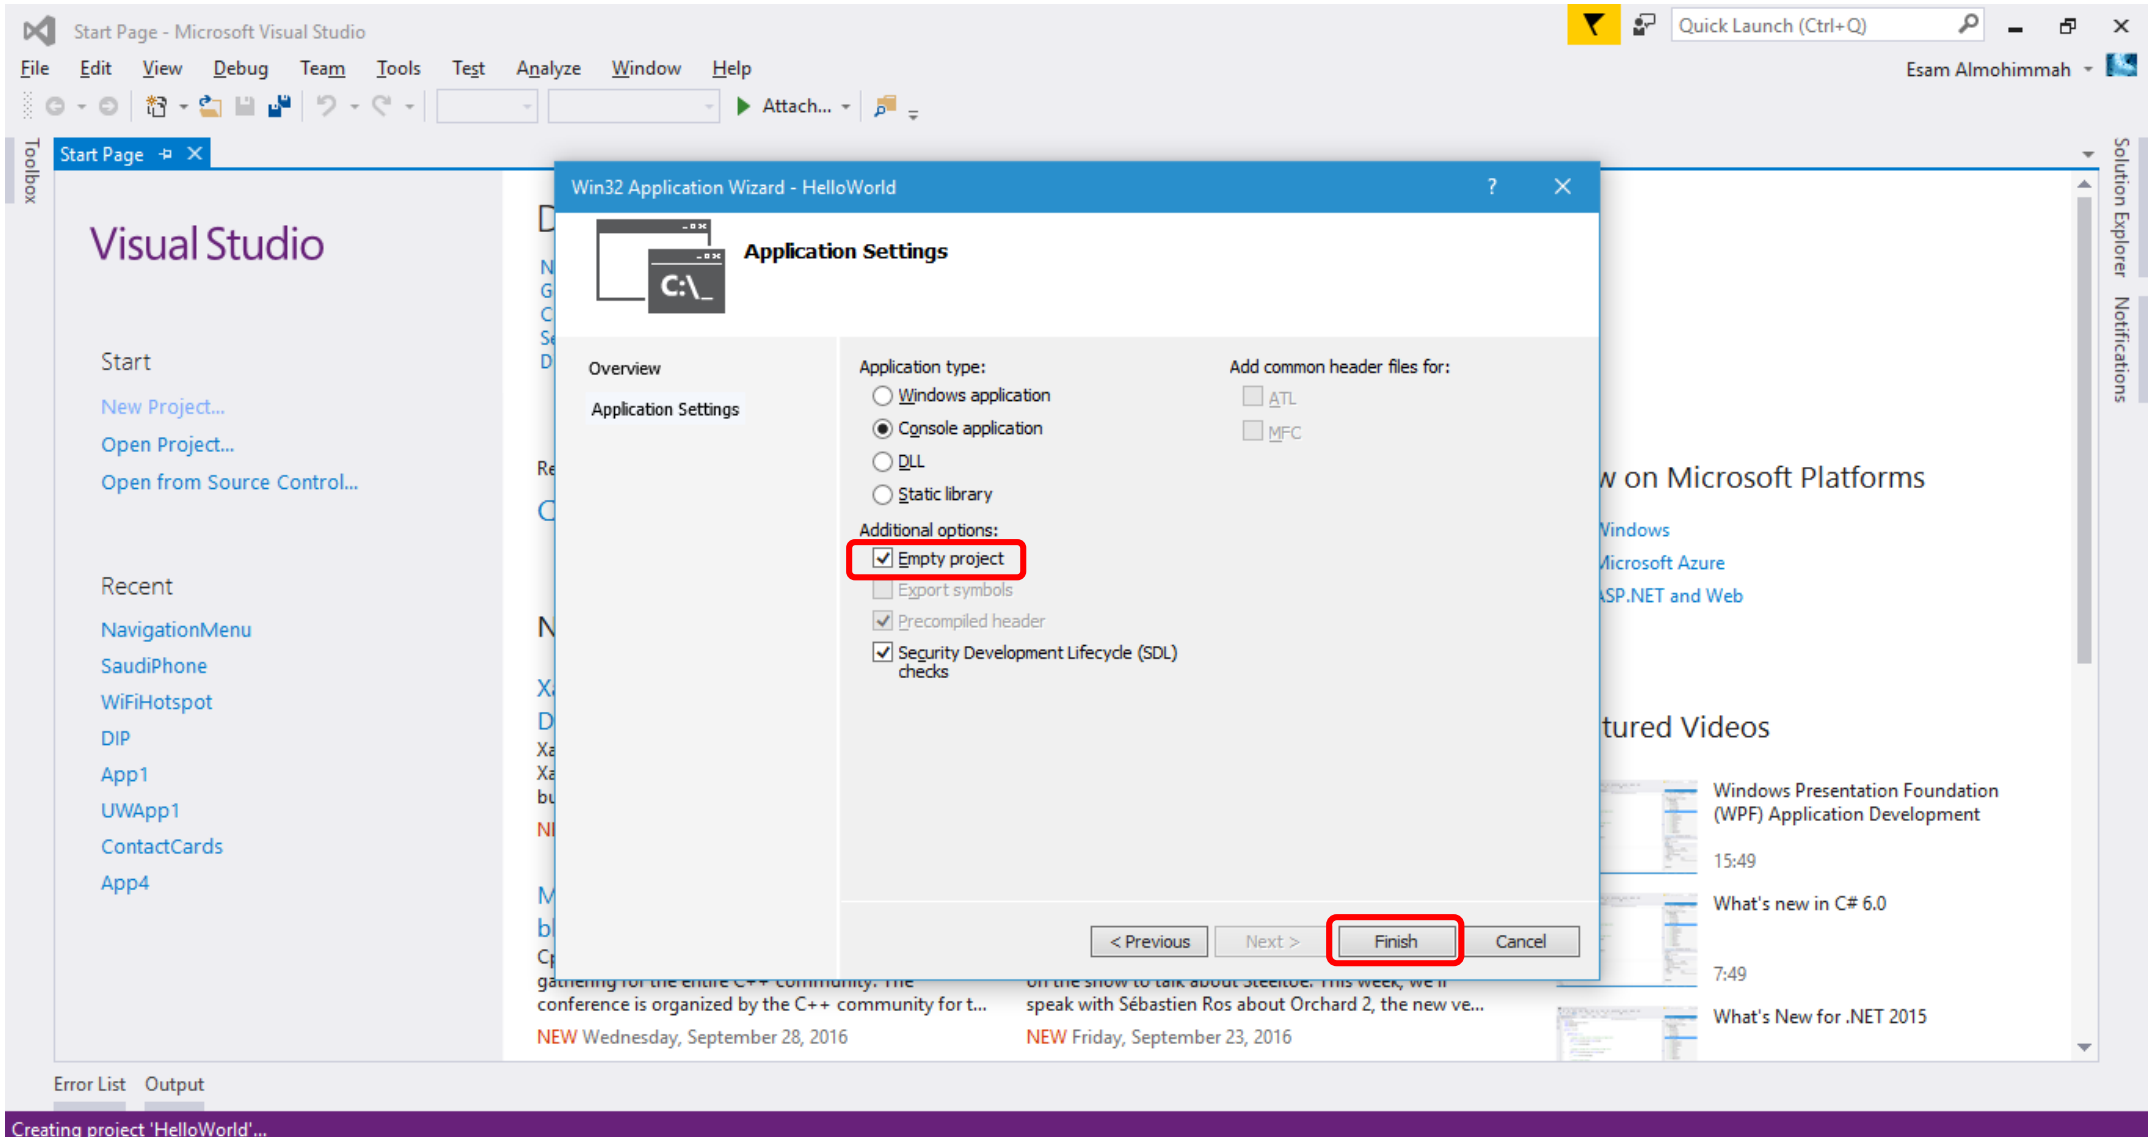 Start Page - Microsoft Visual Studio
Quick Launch (Ctrl+Q)
File Edit View Debug Team Tools Test Analyze Window Help
Esam Almohimmah
Attach...
Toolbox
Start Page
Solution Explorer
Notifications
Visual Studio
Start
New Project...
Open Project...
Open from Source Control...
Recent
NavigationMenu
SaudiPhone
WiFiHotspot
DIP
App1
UWApp1
ContactCards
App4
Win32 Application Wizard - HelloWorld
?
C:\_
Application Settings
Overview
Application Settings
Application type:
Windows application
Console application
DLL
Static library
Add common header files for:
ATL
MFC
Additional options:
Empty project
Export symbols
Precompiled header
Security Development Lifecycle (SDL)
checks
< Previous
Next >
Finish
Cancel
conference is organized by the C++ community for t...
NEW Wednesday, September 28, 2016
speak with Sébastien Ros about Orchard 2, the new ve...
NEW Friday, September 23, 2016
on Microsoft Platforms
Windows
Microsoft Azure
ASP.NET and Web
tured Videos
Windows Presentation Foundation
(WPF) Application Development
15:49
What's new in C# 6.0
7:49
What's New for .NET 2015
Error List Output
Creating project 'HelloWorld'...